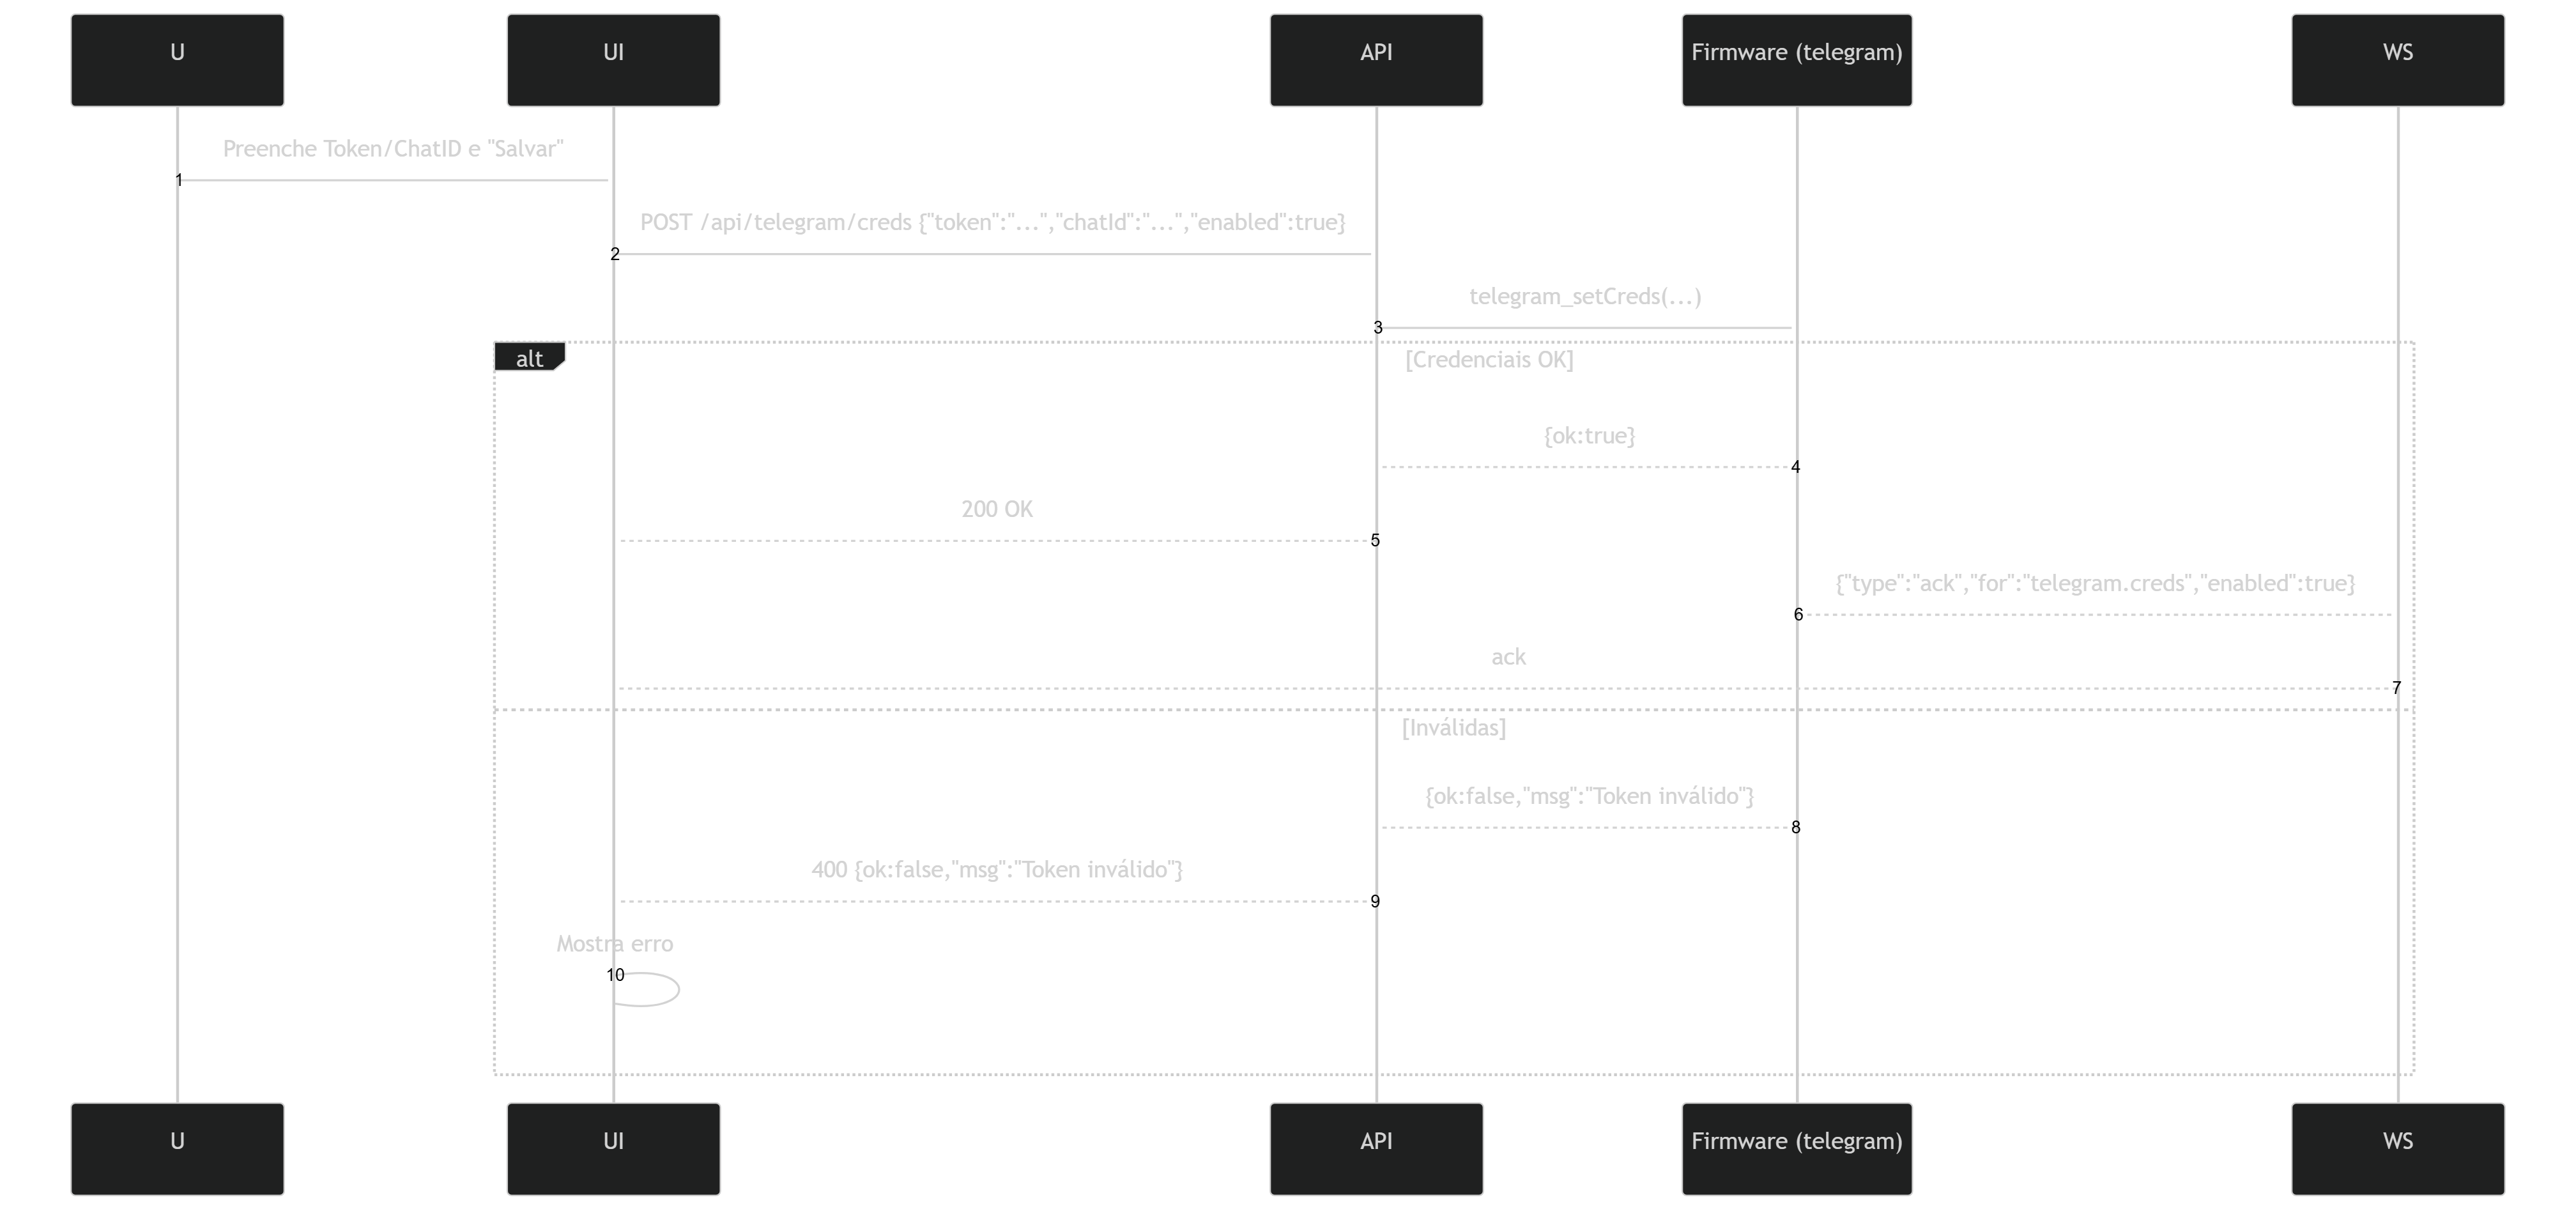 U
UI
API
Firmware (telegram)
WS
Preenche Token/ChatID e "Salvar"
1
POST /api/telegram/creds {"token":"...","chatId":"...","enabled":true}
2
telegram_setCreds(...)
3
alt
[Credenciais OK]
{ok:true}
4
200 OK
5
{"type":"ack","for":"telegram.creds","enabled":true}
6
ack
7
[Inválidas]
{ok:false,"msg":"Token inválido"}
8
400 {ok:false,"msg":"Token inválido"}
9
Mostra erro
10
U
UI
API
Firmware (telegram)
WS